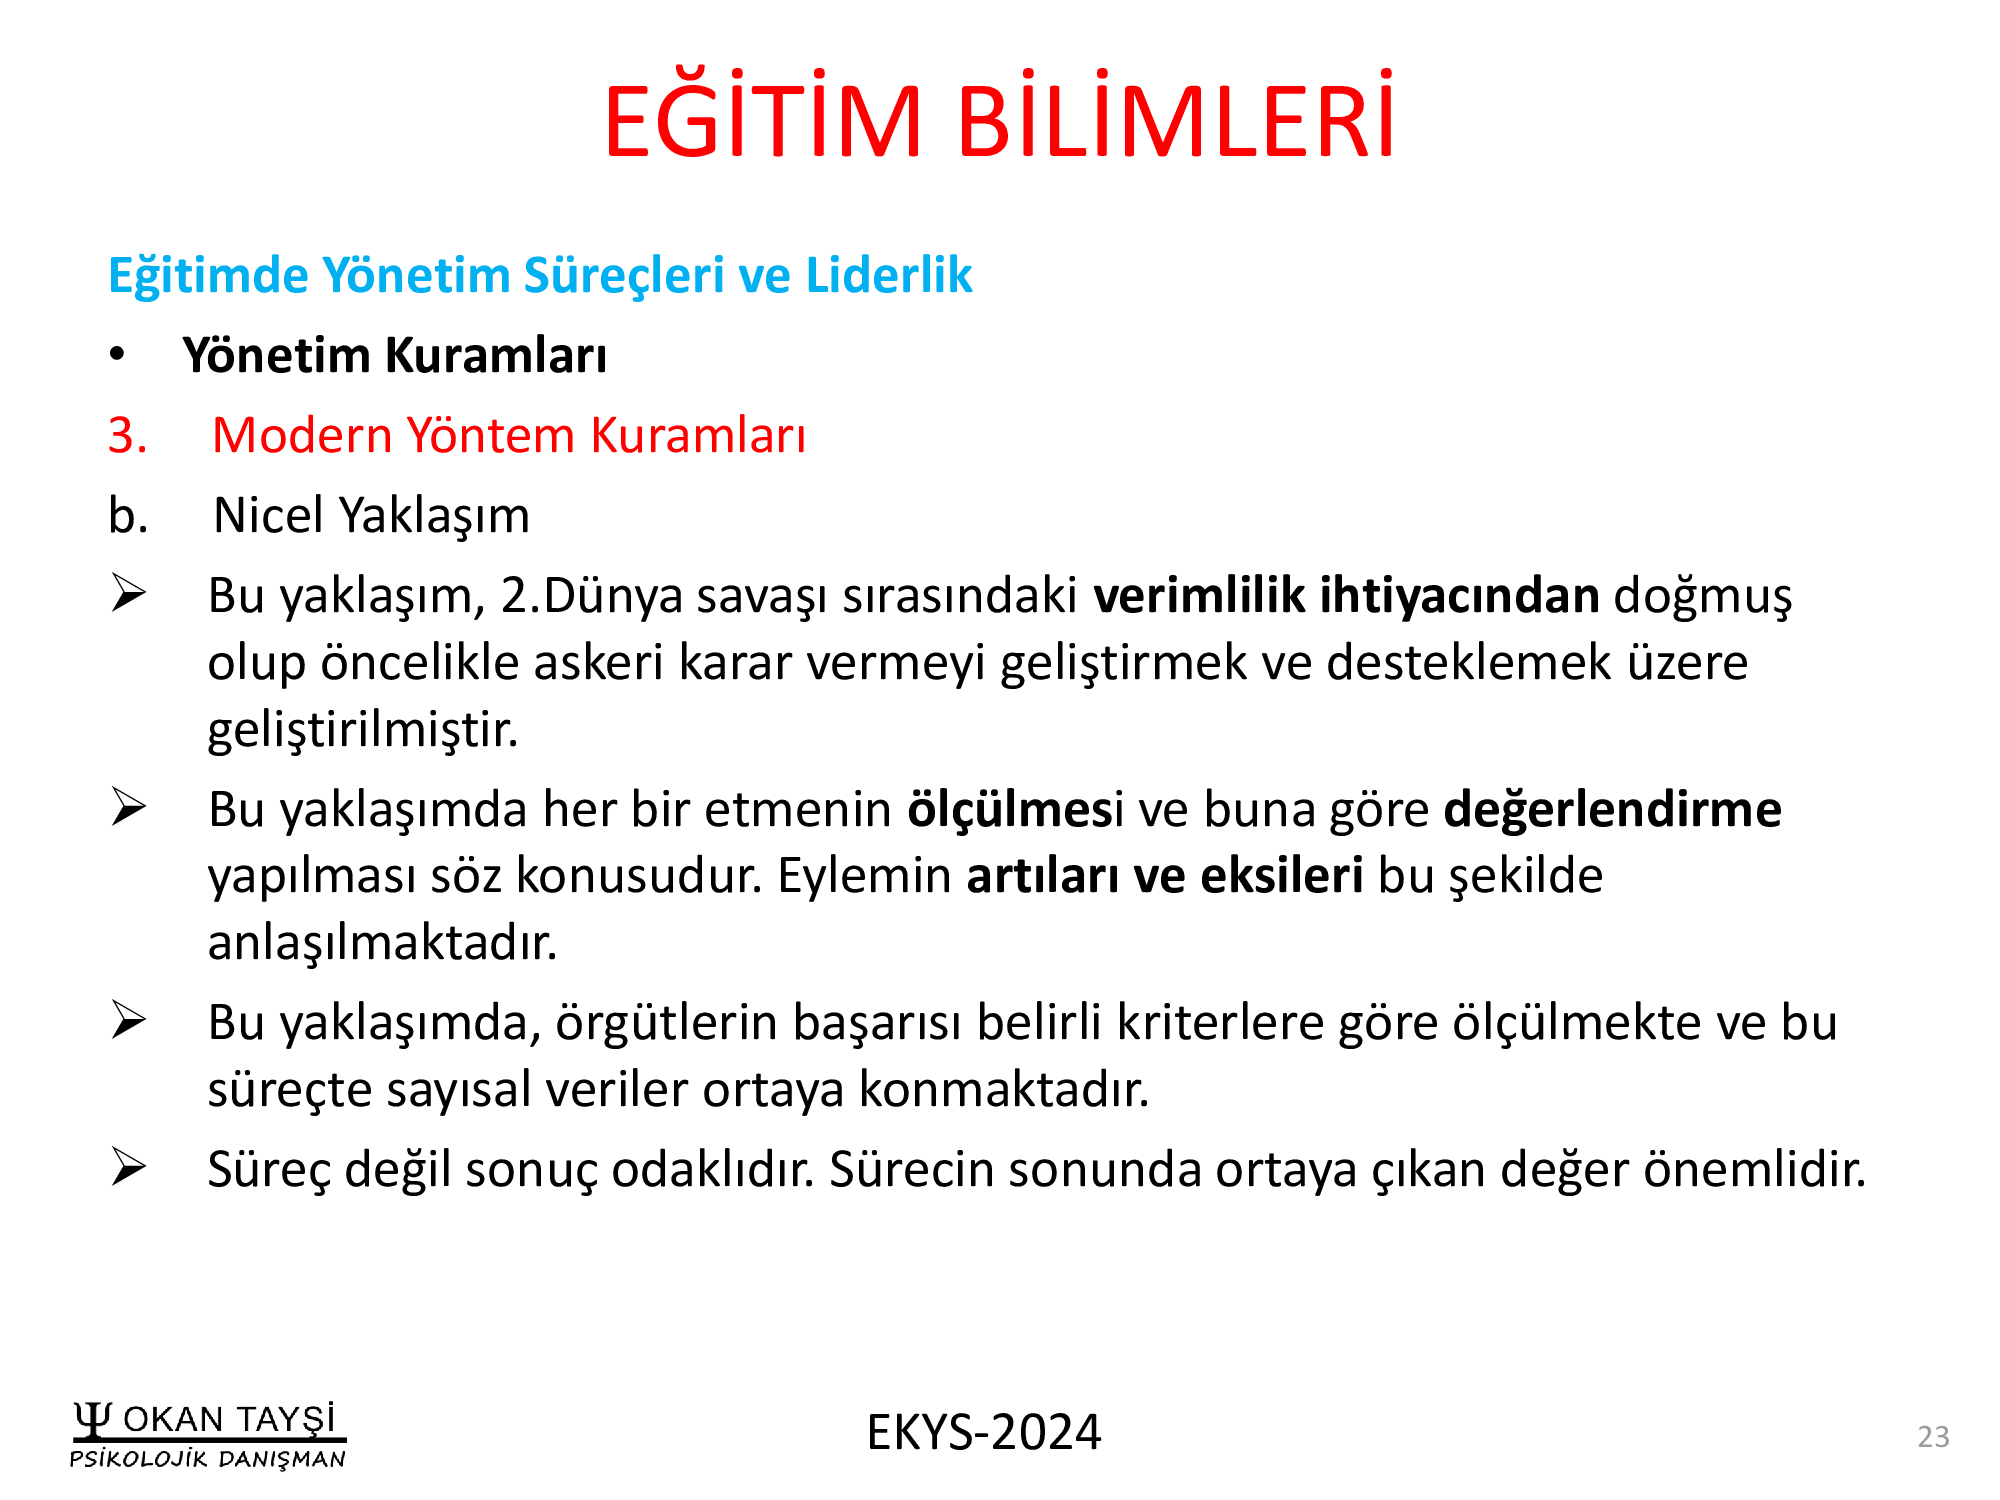 EĞİTİM BİLİMLERİ
Eğitimde Yönetim Süreçleri ve Liderlik
• Yönetim Kuramları
3. Modern Yöntem Kuramları
b. Nicel Yaklaşım
➢ Bu yaklaşım, 2.Dünya savaşı sırasındaki verimlilik ihtiyacından doğmuş
olup öncelikle askeri karar vermeyi geliştirmek ve desteklemek üzere
geliştirilmiştir.
➢ Bu yaklaşımda her bir etmenin ölçülmesi ve buna göre değerlendirme
yapılması söz konusudur. Eylemin artıları ve eksileri bu şekilde
anlaşılmaktadır.
➢ Bu yaklaşımda, örgütlerin başarısı belirli kriterlere göre ölçülmekte ve bu
süreçte sayısal veriler ortaya konmaktadır.
➢ Süreç değil sonuç odaklıdır. Sürecin sonunda ortaya çıkan değer önemlidir.
Ψ OKAN TAYŞİ
PSİKOLOJİK DANIŞMAN
EKYS-2024
23